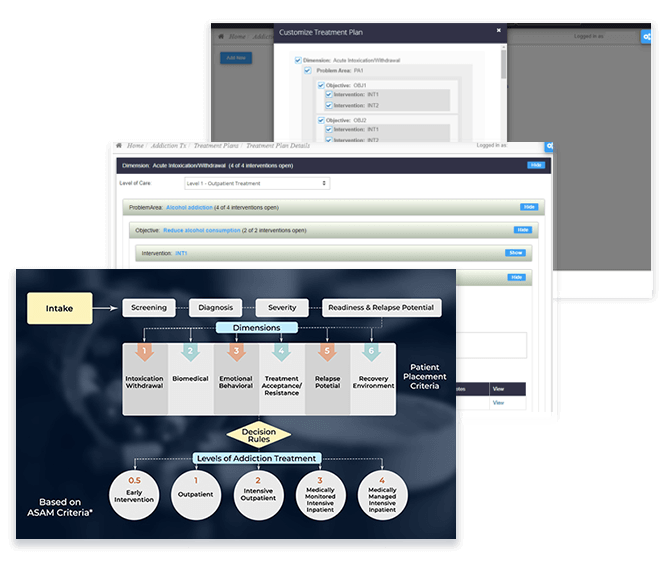 Customize Treatment Plan
×
Home / Addictio
Logged in as:
Add New
Dimension: Acute Intoxication/Withdrawal
Problem Area: PA1
Objective: OBJ1
Intervention: INT1
Intervention: INT2
Objective: OBJ2
Intervention: INT1
Intervention: INT2
Home / Addiction Tx / Treatment Plans / Treatment Plan Details
Logged in as:
Dimension: Acute Intoxication/Withdrawal (4 of 4 interventions open)
Hide
Level of Care:
Level 1 - Outpatient Treatment
ProblemArea: Alcohol addiction (4 of 4 interventions open)
Hide
Objective: Reduce alcohol consumption (2 of 2 interventions open)
Hide
Intervention: INT1
Show
Hide
otes
View
View
Intake
Screening
Diagnosis
Severity
Readiness & Relapse Potential
Dimensions
1
2
3
4
5
6
Intoxication
Withdrawal
Biomedical
Emotional
Behavioral
Treatment
Acceptance/
Resistance
Relapse
Potetial
Recovery
Environment
Patient
Placement
Criteria
Decision
Rules
Levels of Addiction Treatment
0.5
Early
Intervention
1
Outpatient
2
Intensive
Outpatient
3
Medically
Monitored
Intensive
Inpatient
4
Medically
Managed
Intensive
Inpatient
Based on
ASAM Criteria*